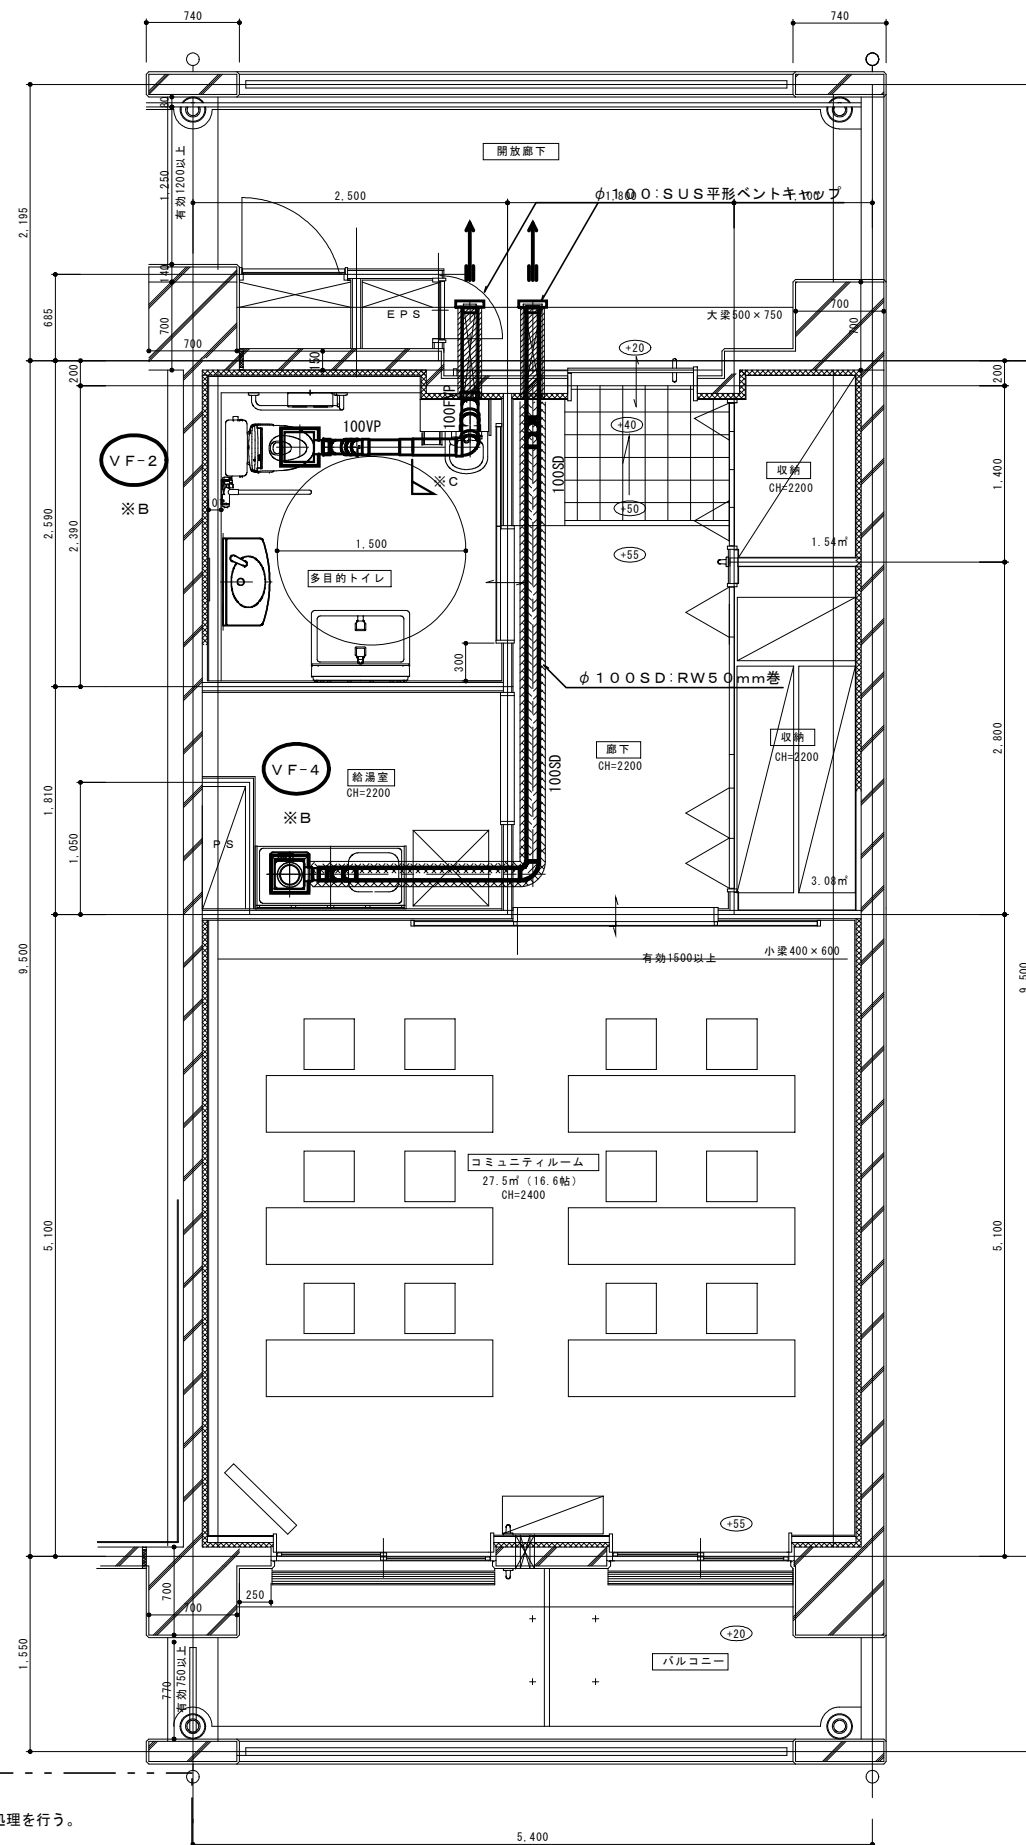 740
740
80
1,250
有効1200以上
2,195
開放廊下
2,500
φ100:SUS平形ベントキャップ
1,800
1,100
140
685
700
700
EPS
大梁500×750
700
700
150
+20
200
200
100VP
+40
収納
CH=2200
1,400
VF-2
※B
※C
100SD
+50
2,590
2,390
1.54㎡
1,500
+55
多目的トイレ
300
φ100SD:RW50mm巻
廊下
CH=2200
収納
CH=2200
2,800
VF-4
給湯室
CH=2200
100SD
※B
1,810
1,050
PS
3.08㎡
9,500
有効1500以上
小梁400×600
9,500
コミュニティルーム
27.5㎡(16.6帖)
CH=2400
5,100
5,100
+55
700
700
250
1,550
770
有効750以上
+20
バルコニー
処理を行う。
5,400